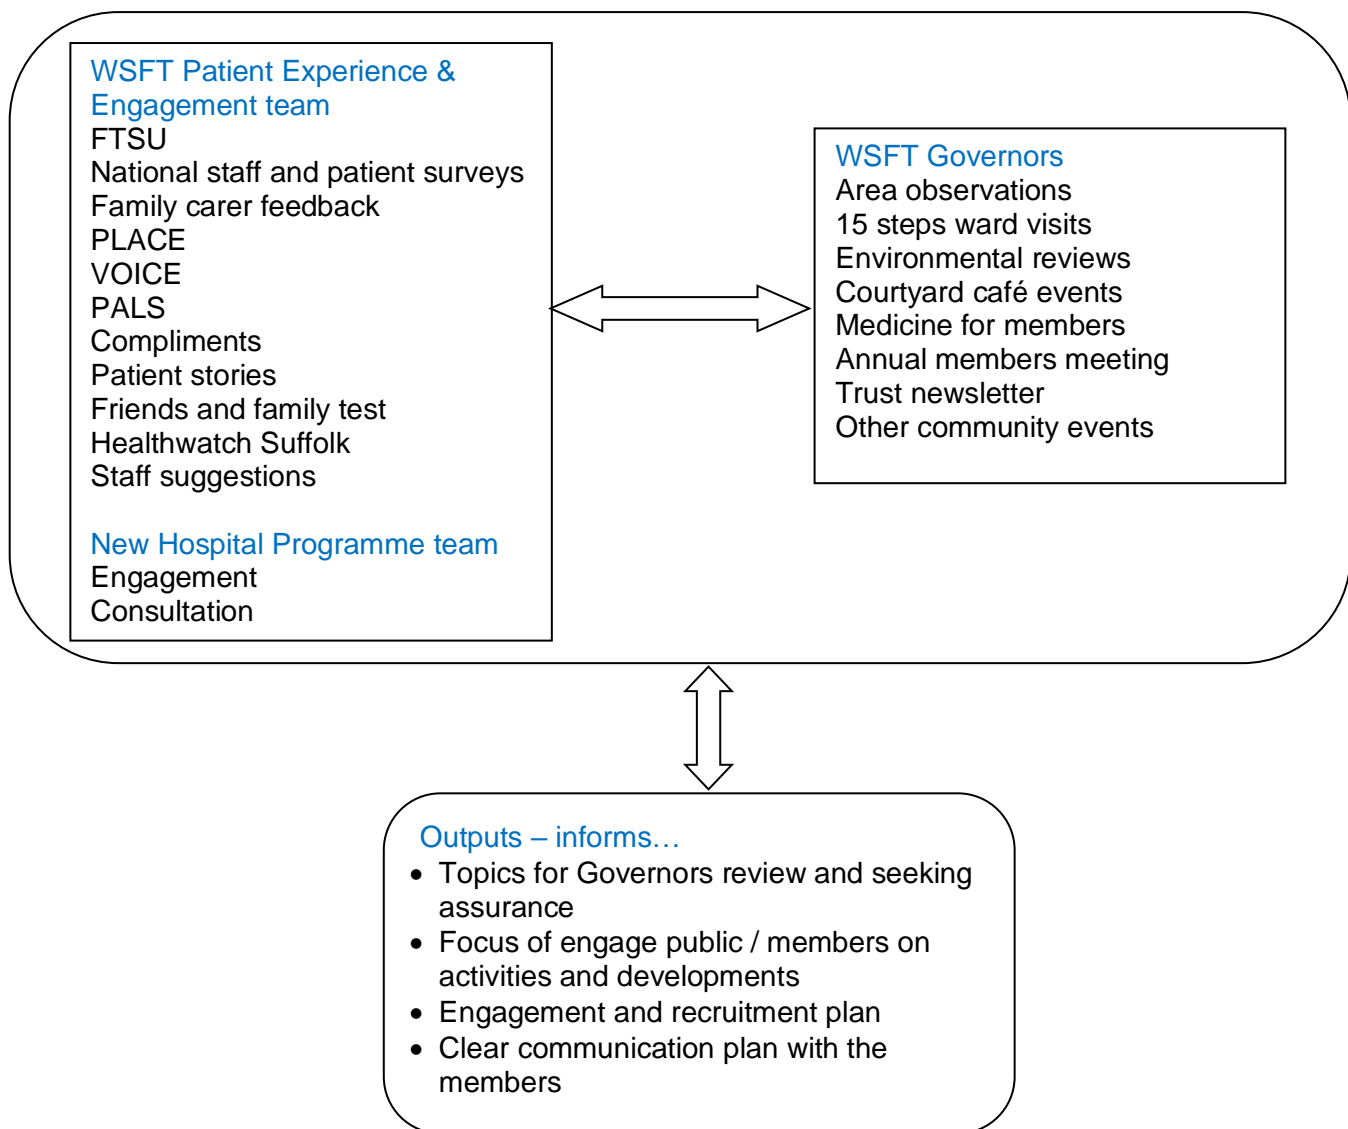 WSFT Patient Experience &
Engagement team
FTSU
National staff and patient surveys
Family carer feedback
PLACE
VOICE
PALS
Compliments
Patient stories
Friends and family test
Healthwatch Suffolk
Staff suggestions
New Hospital Programme team
Engagement
Consultation
WSFT Governors
Area observations
15 steps ward visits
Environmental reviews
Courtyard café events
Medicine for members
Annual members meeting
Trust newsletter
Other community events
Outputs – informs…
• Topics for Governors review and seeking
assurance
• Focus of engage public / members on
activities and developments
• Engagement and recruitment plan
• Clear communication plan with the
members